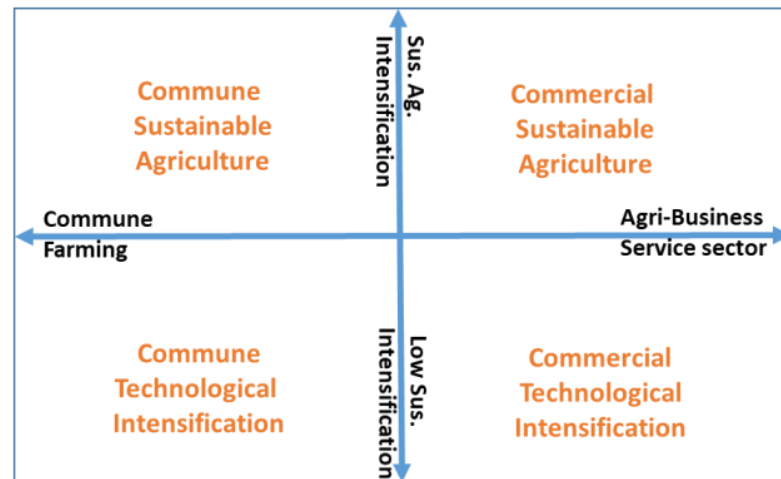 Sus. Ag.
Intensification
Commune
Sustainable
Agriculture
Commercial
Sustainable
Agriculture
Commune
Farming
Agri-Business
Service sector
Low Sus.
Intensification
Commune
Technological
Intensification
Commercial
Technological
Intensification